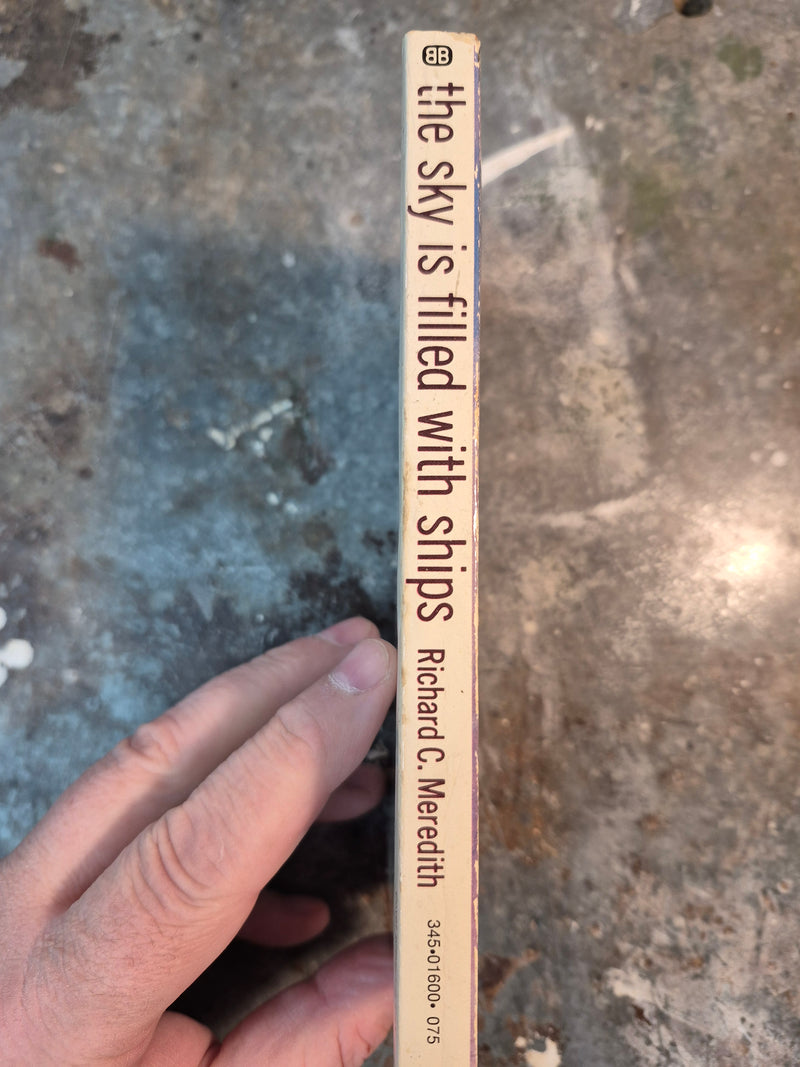 BB
the sky is filled with ships Richard C. Meredith 345•01600• 075